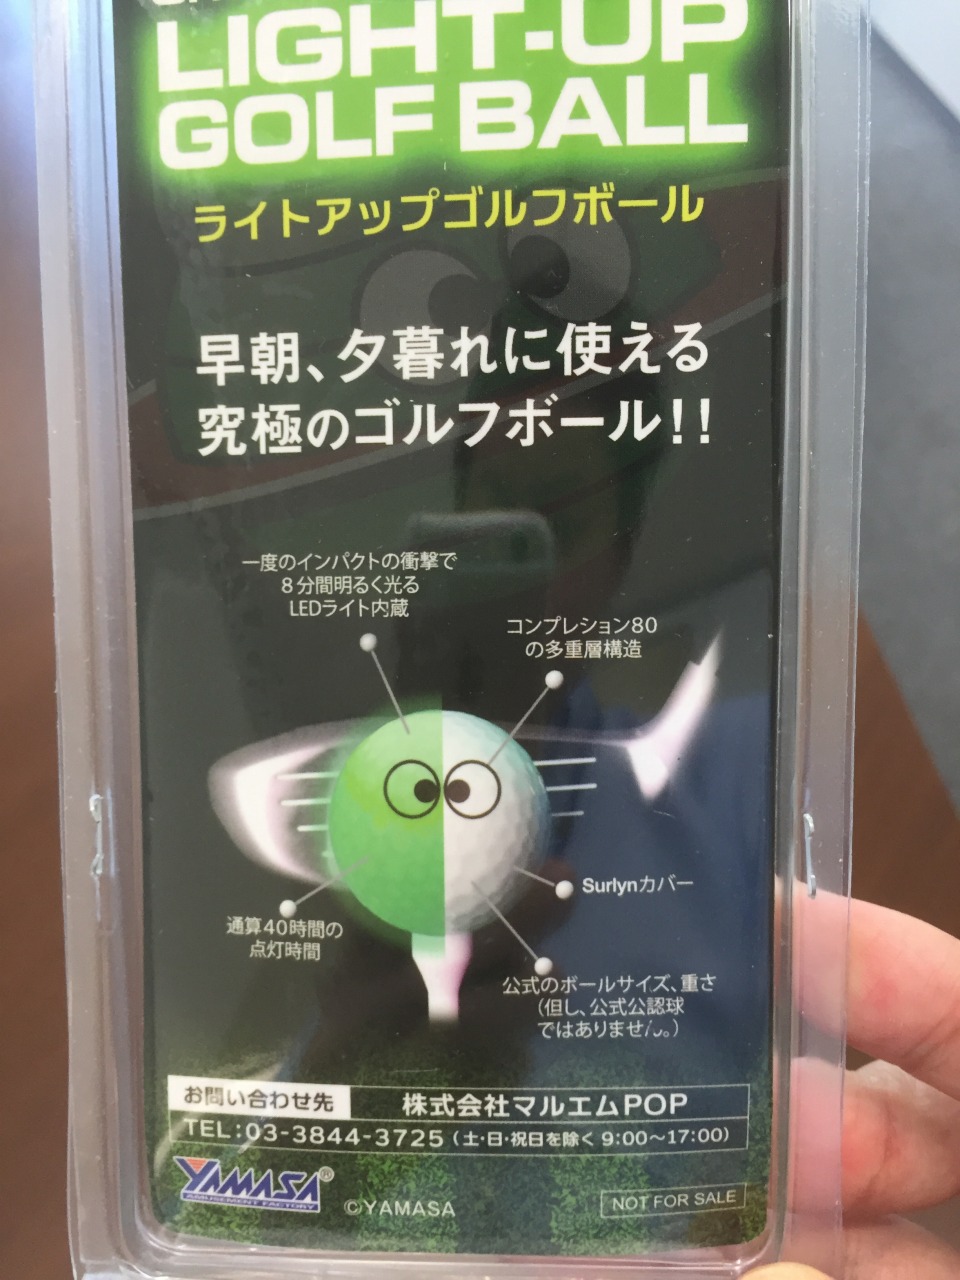 LIGHT-UP
GOLF BALL
ライトアップゴルフボール
早朝、夕暮れに使える
究極のゴルフボール!!
一度のインパクトの衝撃で
8分間明るく光る
LEDライト内蔵
コンプレション80
の多重層構造
Surlynカバー
通算40時間の
点灯時間
公式のボールサイズ、重さ
(但し、公式公認球
ではありません。)
お問い合わせ先 株式会社マルエムPOP
TEL:03-3844-3725(土・日・祝日を除く 9:00〜17:00)
YAMASA®
AMUSEMENT FACTORY
©YAMASA
NOT FOR SALE